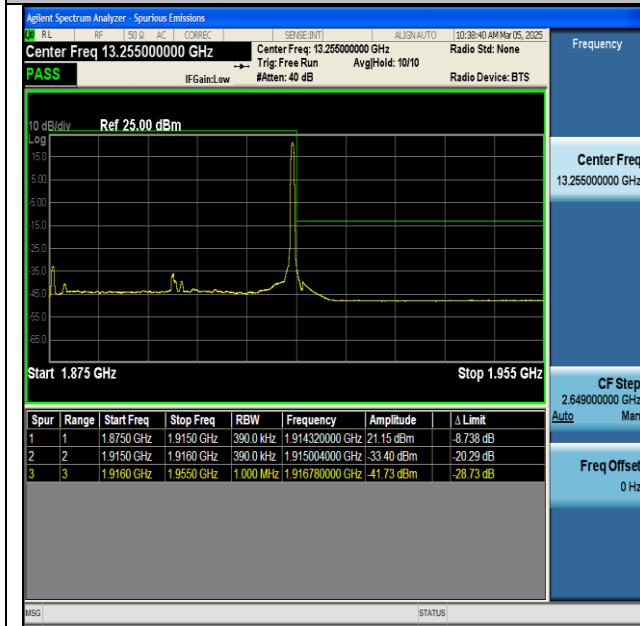 Agilent Spectrum Analyzer - Spurious Emissions
RL RF 50 Ω AC CORREC SENSE:INT ALIGN AUTO 10:38:40 AM Mar 05, 2025
Center Freq 13.255000000 GHz Center Freq: 13.255000000 GHz Radio Std: None
Trig: Free Run Avg|Hold: 10/10
PASS IFGain:Low #Atten: 40 dB Radio Device: BTS
10 dB/div Ref 25.00 dBm
Log
15.0
5.00
-5.00
-15.0
-25.0
-35.0
-45.0
-55.0
-65.0
Start 1.875 GHz Stop 1.955 GHz
Spur Range Start Freq Stop Freq RBW Frequency Amplitude Δ Limit
1 1 1.8750 GHz 1.9150 GHz 390.0 kHz 1.914320000 GHz 21.15 dBm -8.738 dB
2 2 1.9150 GHz 1.9160 GHz 390.0 kHz 1.915004000 GHz -33.40 dBm -20.29 dB
3 3 1.9160 GHz 1.9550 GHz 1.000 MHz 1.916780000 GHz -41.73 dBm -28.73 dB
MSG STATUS
Frequency
Center Freq
13.255000000 GHz
CF Step
2.649000000 GHz
Auto Man
Freq Offset
0 Hz